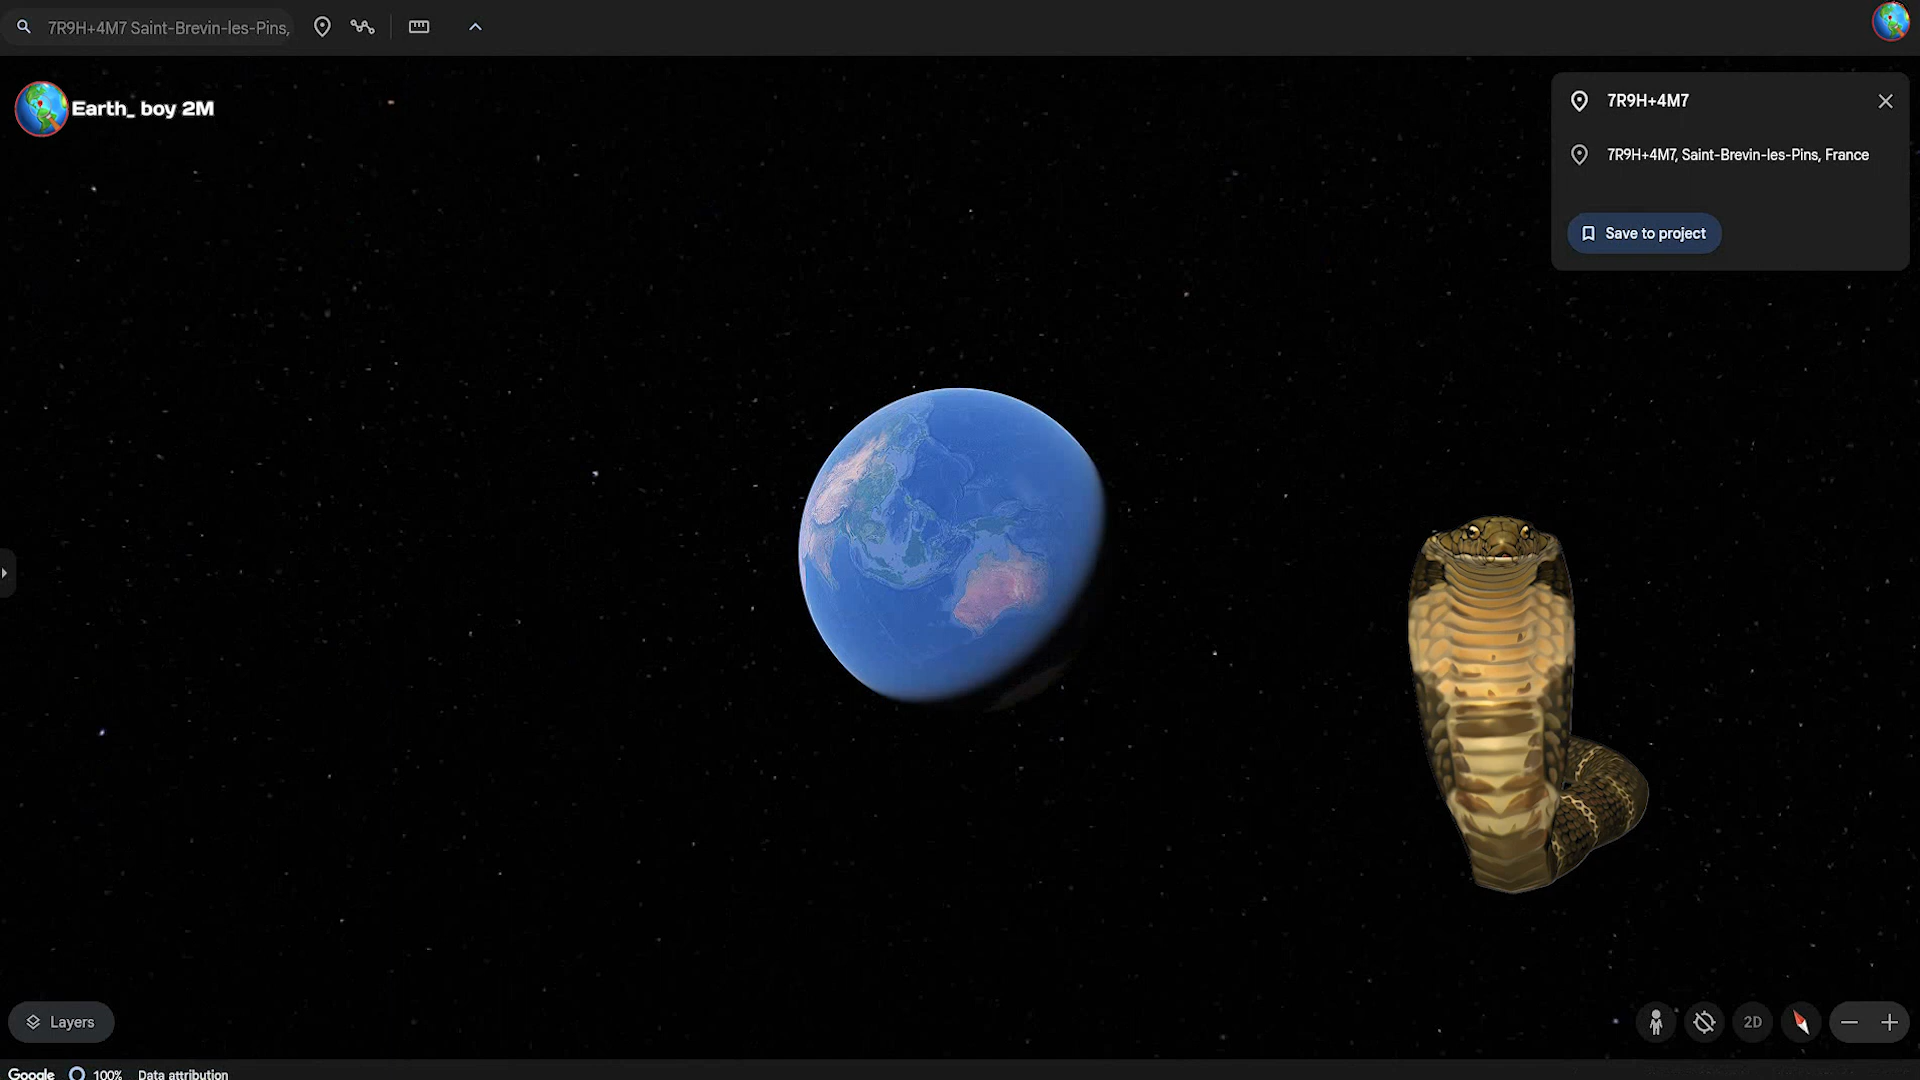 7R9H+4M7 Saint-Brevin-les-Pins,
Earth_ boy 2M
7R9H+4M7
7R9H+4M7, Saint-Brevin-les-Pins, France
Save to project
Layers
2D
Google 100% Data attribution